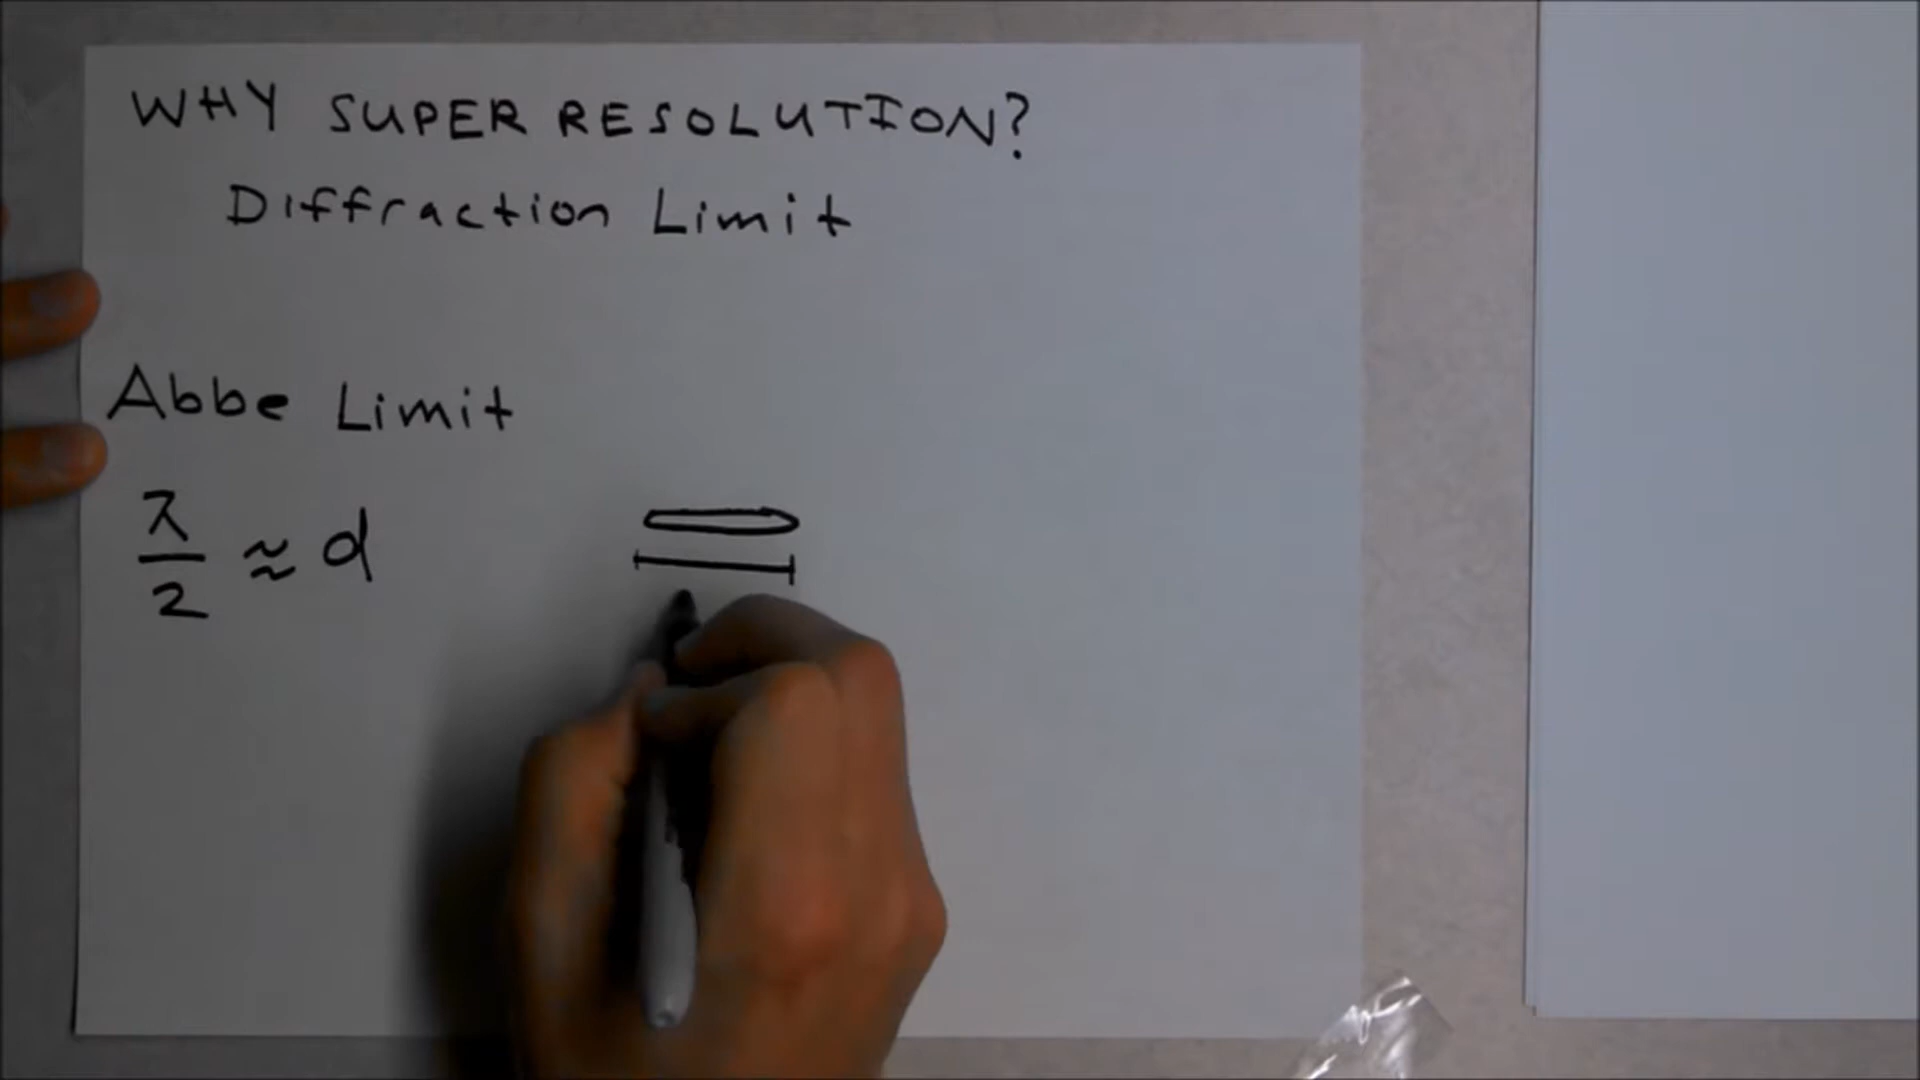 WHY SUPER RESOLUTION?
Diffraction Limit
Abbe Limit
λ/2 ≈ d